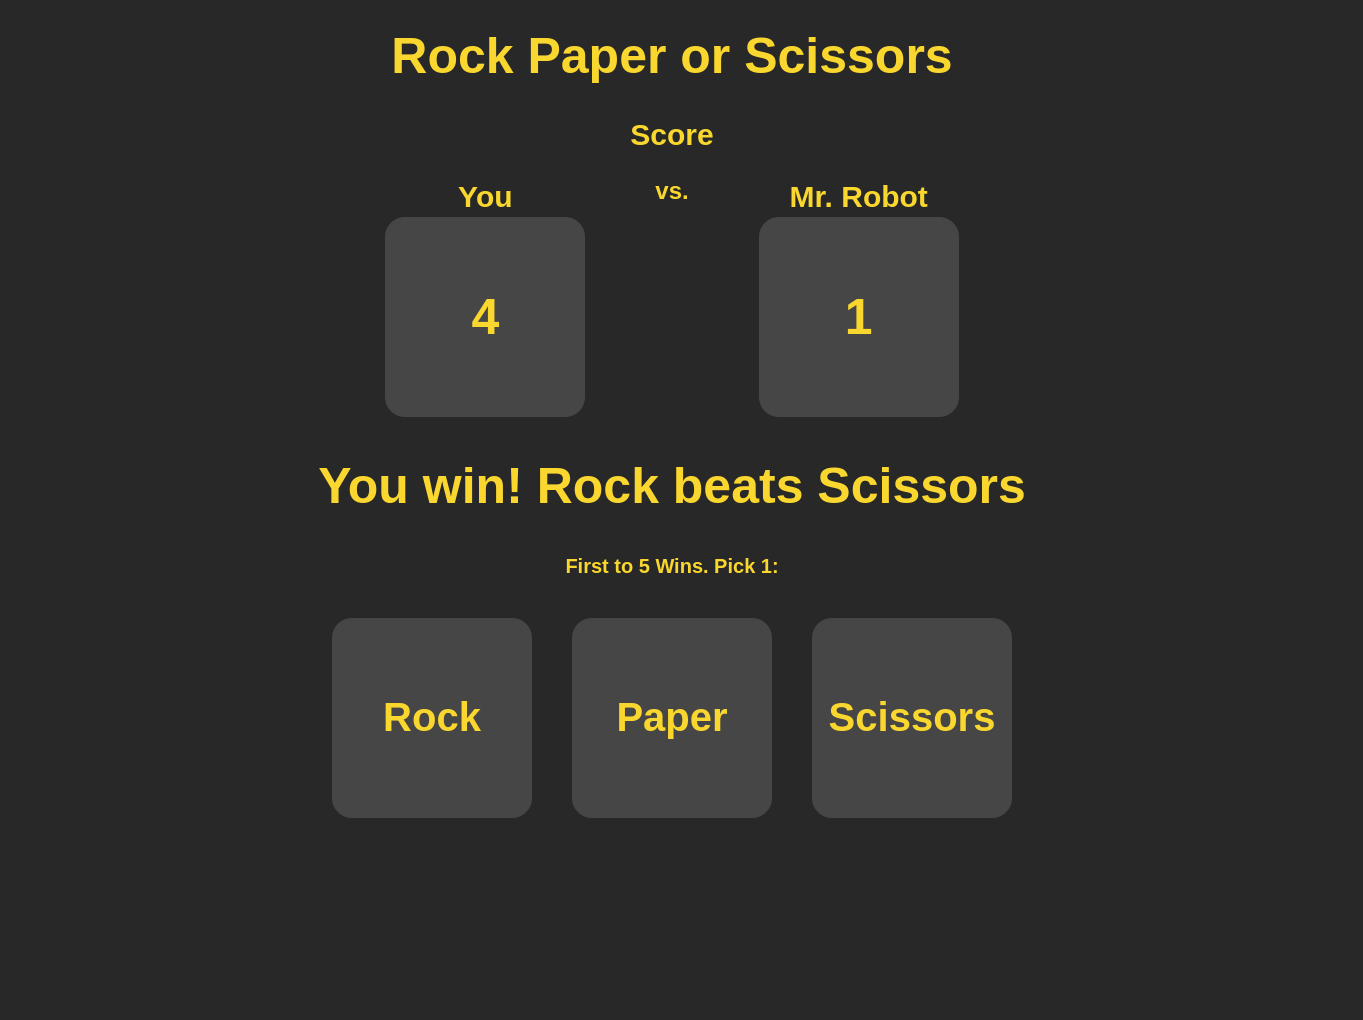 Rock Paper or Scissors
Score
You vs. Mr. Robot
4 1
You win! Rock beats Scissors
First to 5 Wins. Pick 1:
Rock Paper Scissors